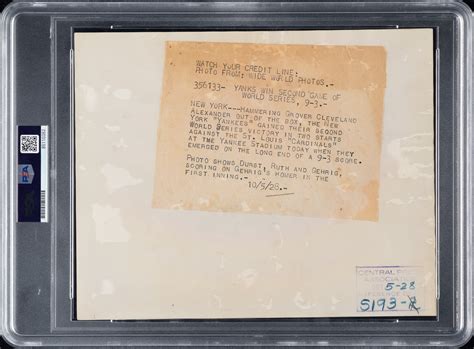 WATCH YOUR CREDIT LINE:
PHOTO FROM: WIDE WORLD PHOTOS.-
356133- YANKS WIN SECOND GAME OF
WORLD SERIES, 9-3.-
NEW YORK---HAMMERING GROVER CLEVELAND
ALEXANDER OUT OF THE BOX, THE NEW
YORK "YANKEES" GAINED THEIR SECOND
WORLD SERIES VICTORY IN TWO STARTS
AGAINST THE ST. LOUIS "CARDINALS"
AT THE YANKEE STADIUM TODAY WHEN THEY
EMERGED ON THE LONG END OF A 9-3 SCORE.
PHOTO SHOWS DURST, RUTH AND GEHRIG,
SCORING ON GEHRIG'S HOMER IN THE
FIRST INNING.-
10/5/28.-
PSA
CENTRAL PRESS
5-28
S193-R